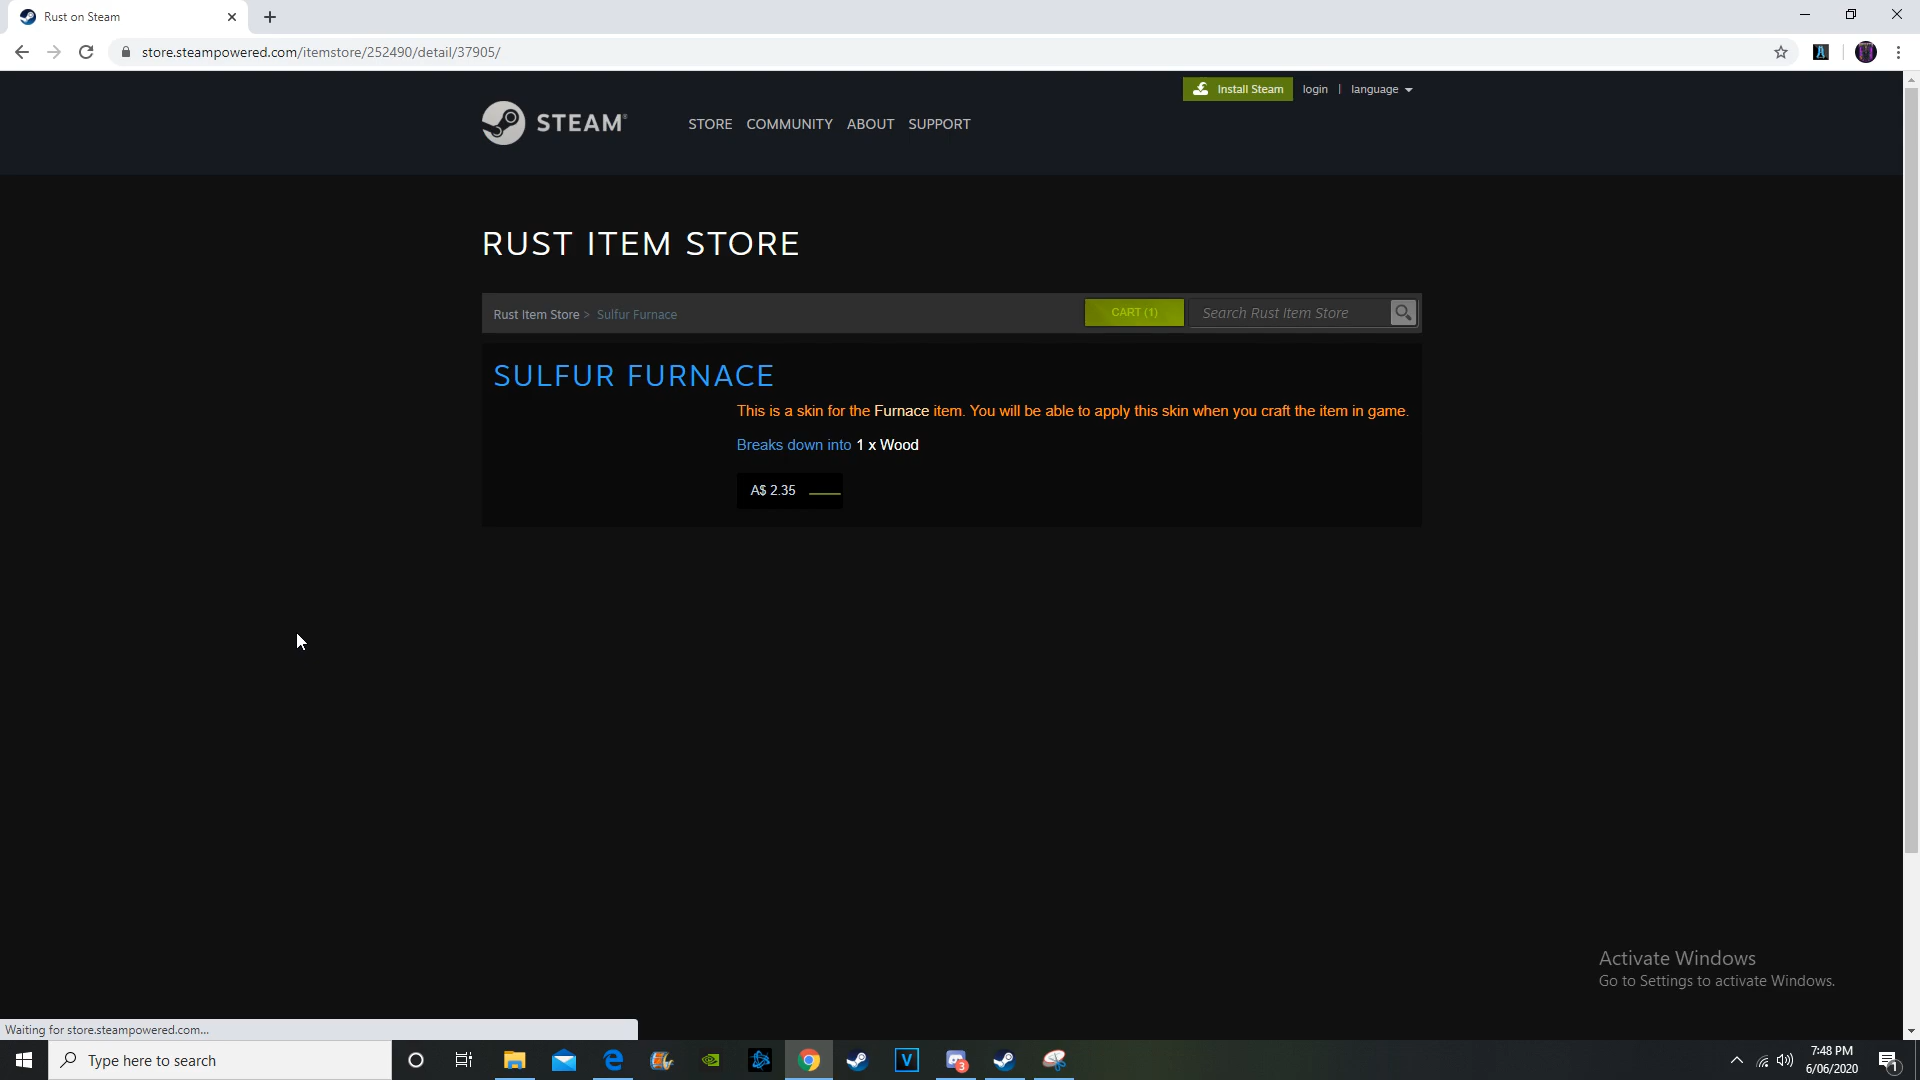 Rust on Steam
store.steampowered.com/itemstore/252490/detail/37905/
Install Steam login | language
STEAM® STORE COMMUNITY ABOUT SUPPORT
RUST ITEM STORE
Rust Item Store > Sulfur Furnace CART (1) Search Rust Item Store
SULFUR FURNACE
This is a skin for the Furnace item. You will be able to apply this skin when you craft the item in game.
Breaks down into 1 x Wood
A$ 2.35
Activate Windows
Go to Settings to activate Windows.
Waiting for store.steampowered.com...
Type here to search
V
3
7:48 PM
6/06/2020
1